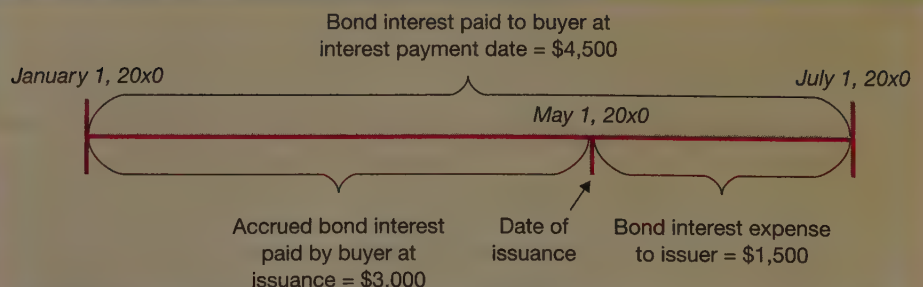 Bond interest paid to buyer at
interest payment date = $4,500
January 1, 20x0
July 1, 20x0
May 1, 20x0
Accrued bond interest
paid by buyer at
issuance = $3,000
Date of
issuance
Bond interest expense
to issuer = $1,500